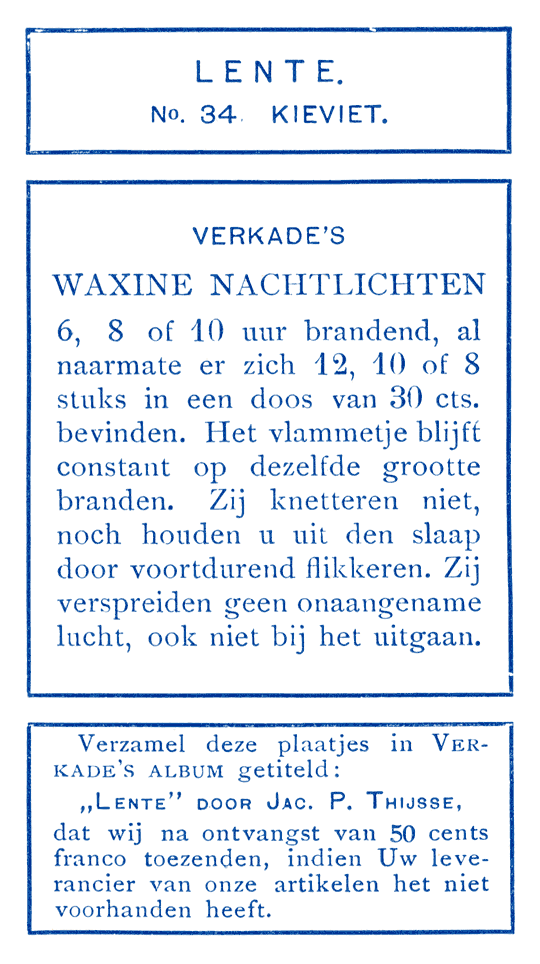 LENTE.
No. 34. KIEVIET.
VERKADE'S
WAXINE NACHTLICHTEN
6, 8 of 10 uur brandend, al
naarmate er zich 12, 10 of 8
stuks in een doos van 30 cts.
bevinden. Het vlammetje blijft
constant op dezelfde grootte
branden. Zij knetteren niet,
noch houden u uit den slaap
door voortdurend flikkeren. Zij
verspreiden geen onaangename
lucht, ook niet bij het uitgaan.
Verzamel deze plaatjes in VER-
KADE'S ALBUM getiteld:
„LENTE" DOOR JAC. P. THIJSSE,
dat wij na ontvangst van 50 cents
franco toezenden, indien Uw leve-
rancier van onze artikelen het niet
voorhanden heeft.